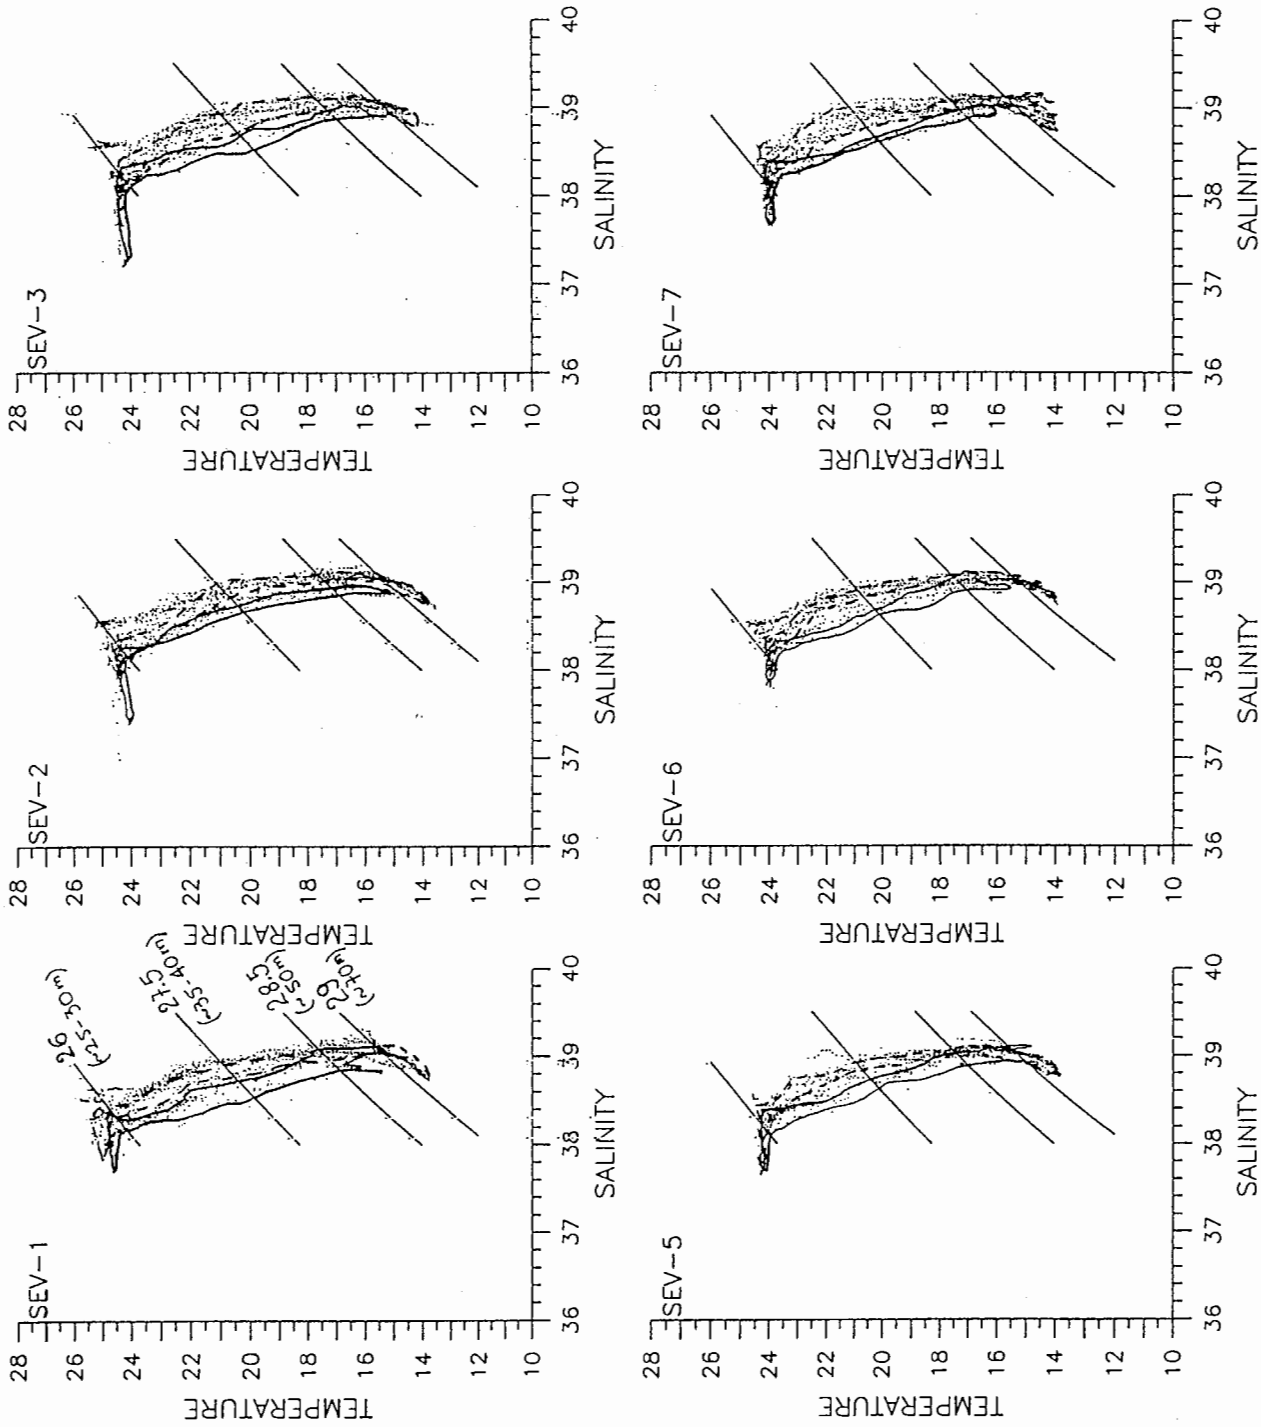 SEV-1
28
26
24
22
20
18
16
14
12
10
TEMPERATURE
36 37 38 39 40
SALINITY
26
(~25-30m)
27.5
(~35-40m)
28.5
(~50m)
29
(~70m)
SEV-2
28
26
24
22
20
18
16
14
12
10
TEMPERATURE
36 37 38 39 40
SALINITY
SEV-3
28
26
24
22
20
18
16
14
12
10
TEMPERATURE
36 37 38 39 40
SALINITY
SEV-5
28
26
24
22
20
18
16
14
12
10
TEMPERATURE
36 37 38 39 40
SALINITY
SEV-6
28
26
24
22
20
18
16
14
12
10
TEMPERATURE
36 37 38 39 40
SALINITY
SEV-7
28
26
24
22
20
18
16
14
12
10
TEMPERATURE
36 37 38 39 40
SALINITY